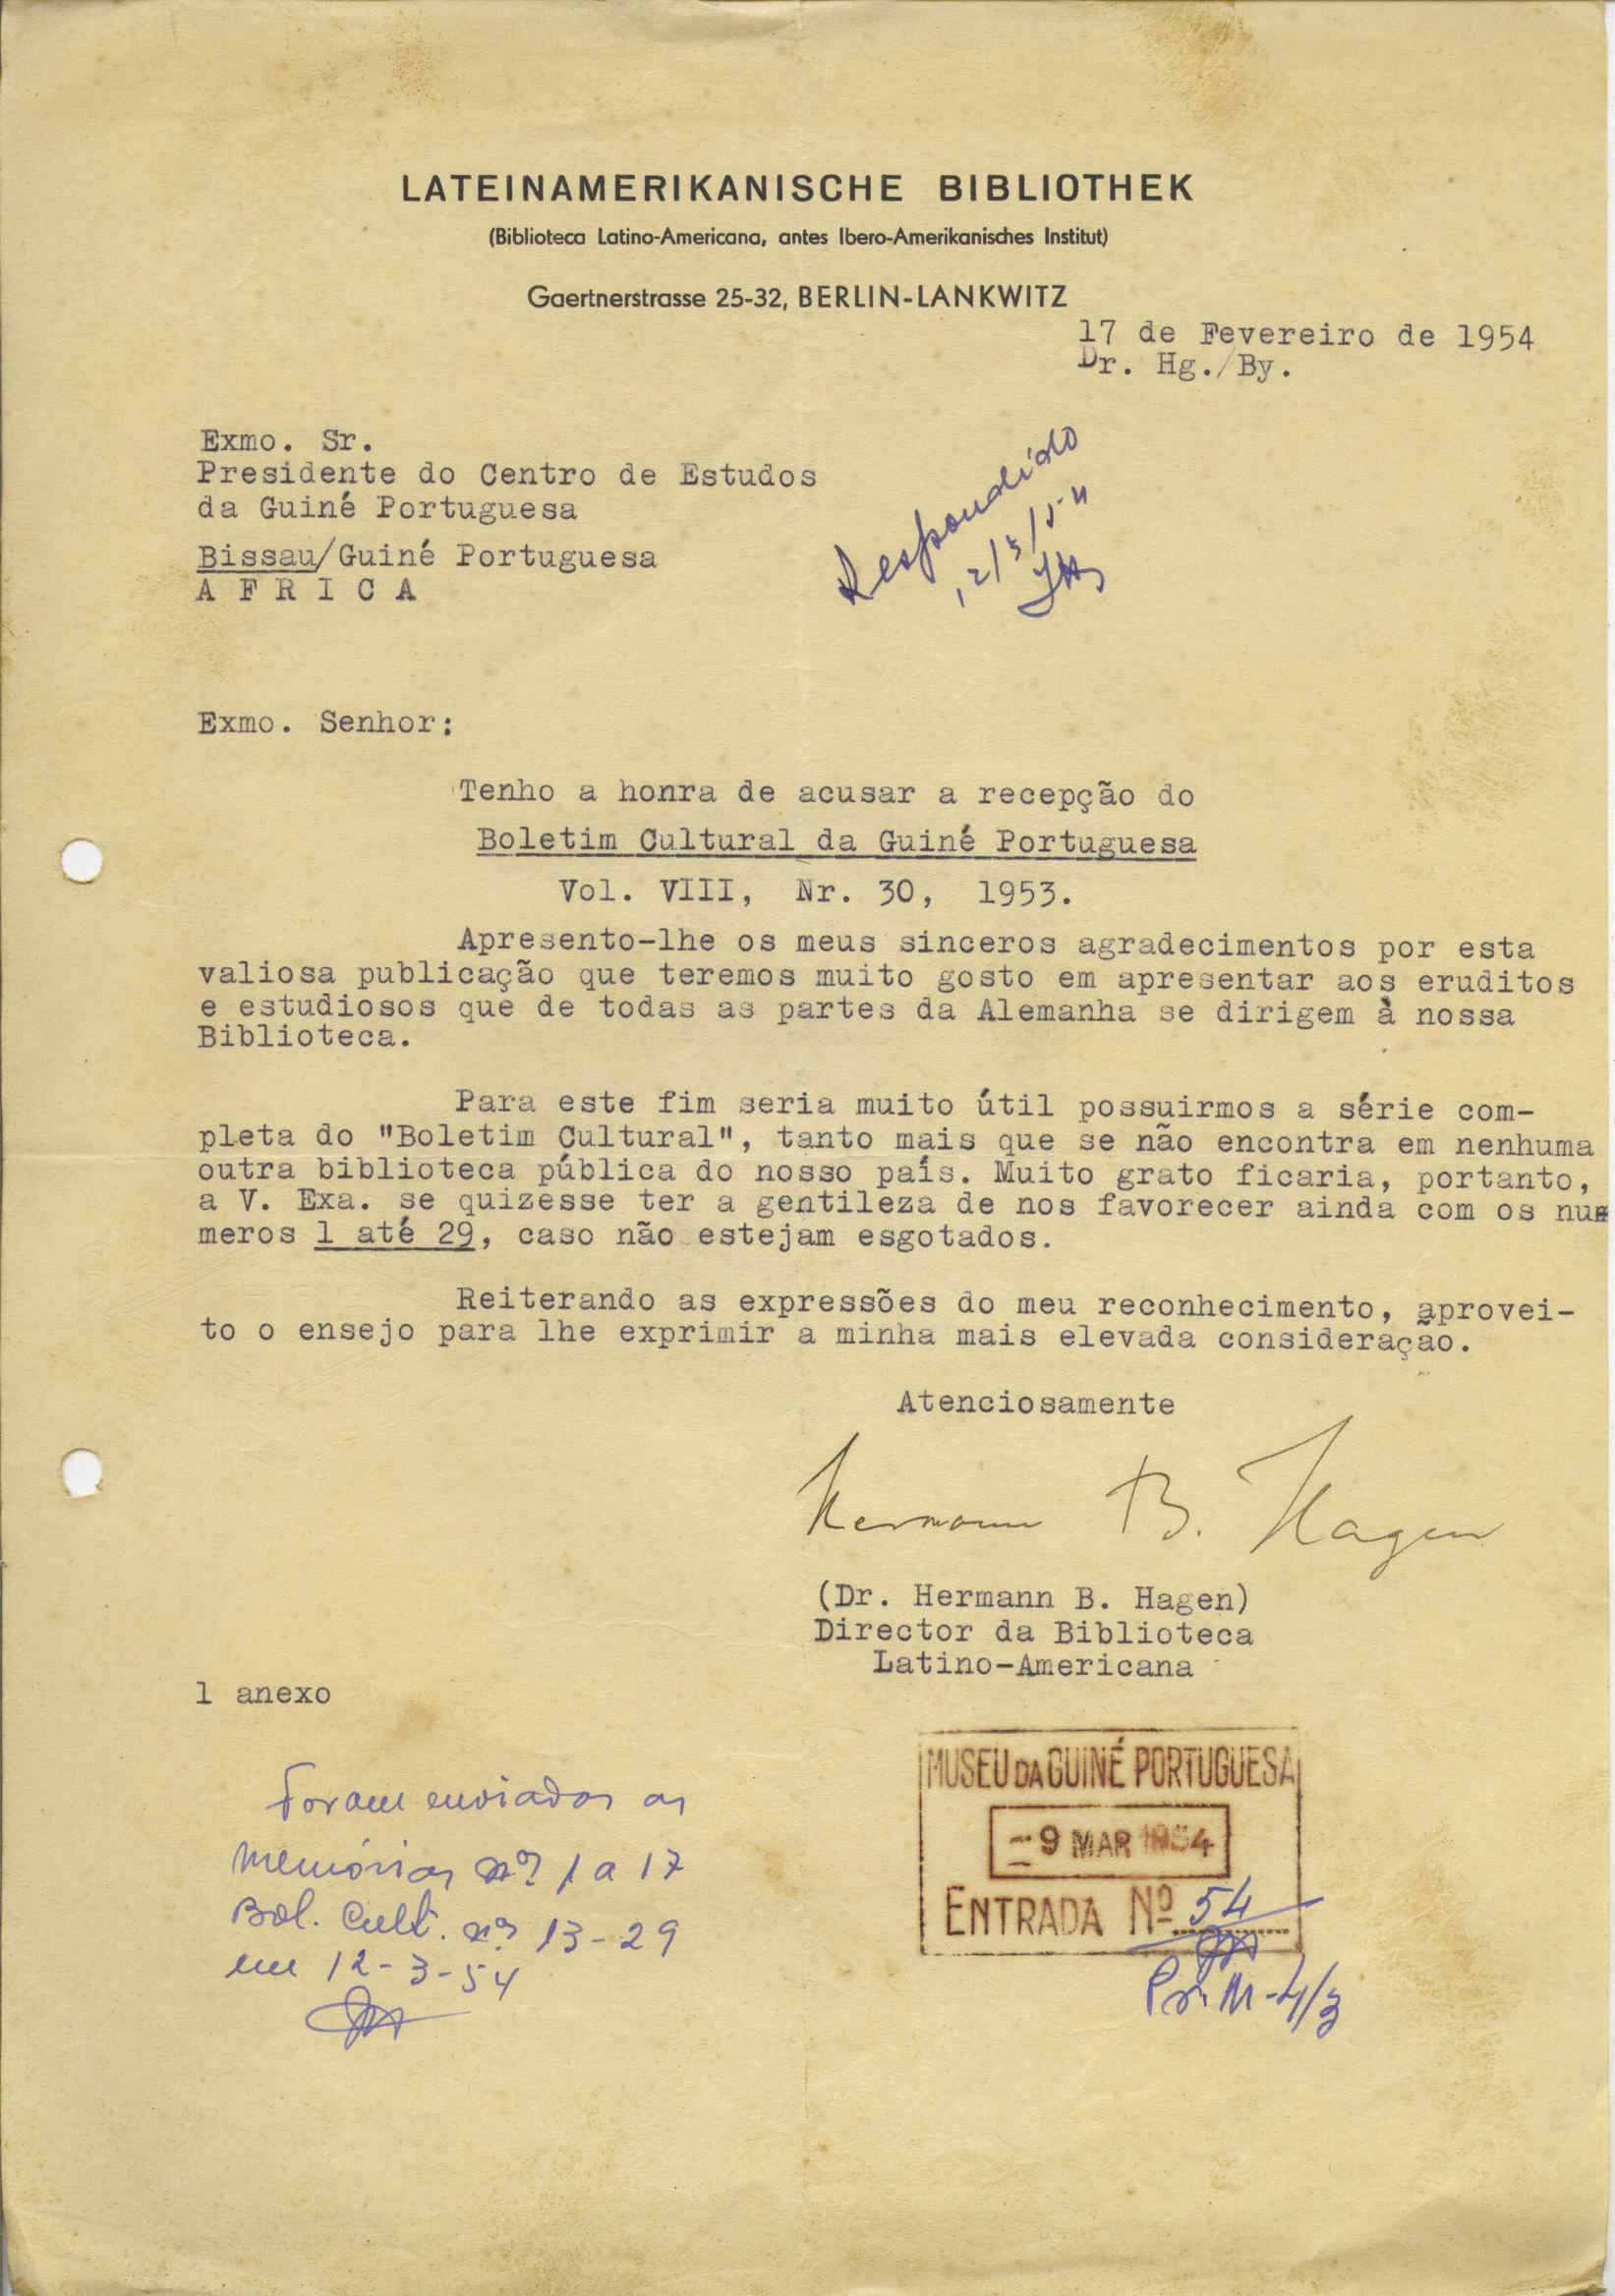 LATEINAMERIKANISCHE BIBLIOTHEK
(Biblioteca Latino-Americana, antes Ibero-Amerikanisches Institut)
Gaertnerstrasse 25-32, BERLIN-LANKWITZ
17 de Fevereiro de 1954
Dr. Hg./By.
Exmo. Sr.
Presidente do Centro de Estudos
da Guiné Portuguesa
Bissau/Guiné Portuguesa
A F R I C A
Respondido
12/3/54
Exmo. Senhor:
Tenho a honra de acusar a recepção do
Boletim Cultural da Guiné Portuguesa
Vol. VIII, Nr. 30, 1953.
Apresento-lhe os meus sinceros agradecimentos por esta
valiosa publicação que teremos muito gosto em apresentar aos eruditos
e estudiosos que de todas as partes da Alemanha se dirigem à nossa
Biblioteca.
Para este fim seria muito útil possuirmos a série com-
pleta do "Boletim Cultural", tanto mais que se não encontra em nenhuma
outra biblioteca pública do nosso país. Muito grato ficaria, portanto,
a V. Exa. se quizesse ter a gentileza de nos favorecer ainda com os nu-
meros 1 até 29, caso não estejam esgotados.
Reiterando as expressões do meu reconhecimento, aprovei-
to o ensejo para lhe exprimir a minha mais elevada consideração.
Atenciosamente
Hermann B. Hagen
(Dr. Hermann B. Hagen)
Director da Biblioteca
Latino-Americana
1 anexo
Foram enviados as
memórias nº 1 a 17
Bol. Cult. nº 13-29
em 12-3-54
MUSEU DA GUINÉ PORTUGUESA
-9 MAR 1954
ENTRADA Nº 54
M-4/3